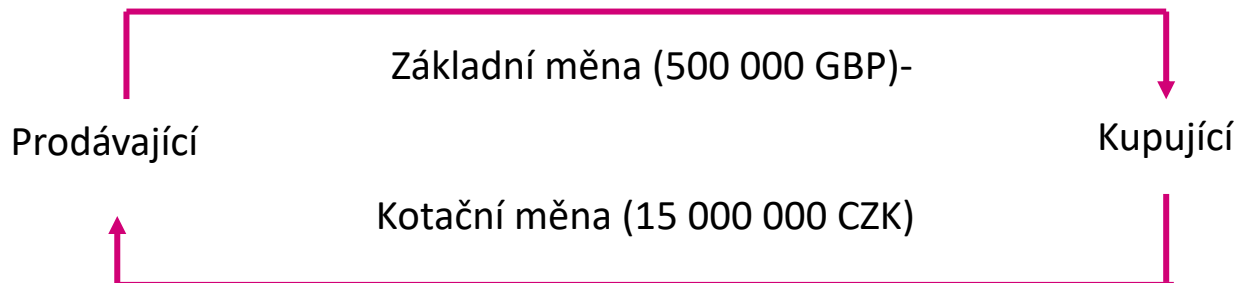 Základní měna (500 000 GBP)-
Prodávající
Kupující
Kotační měna (15 000 000 CZK)